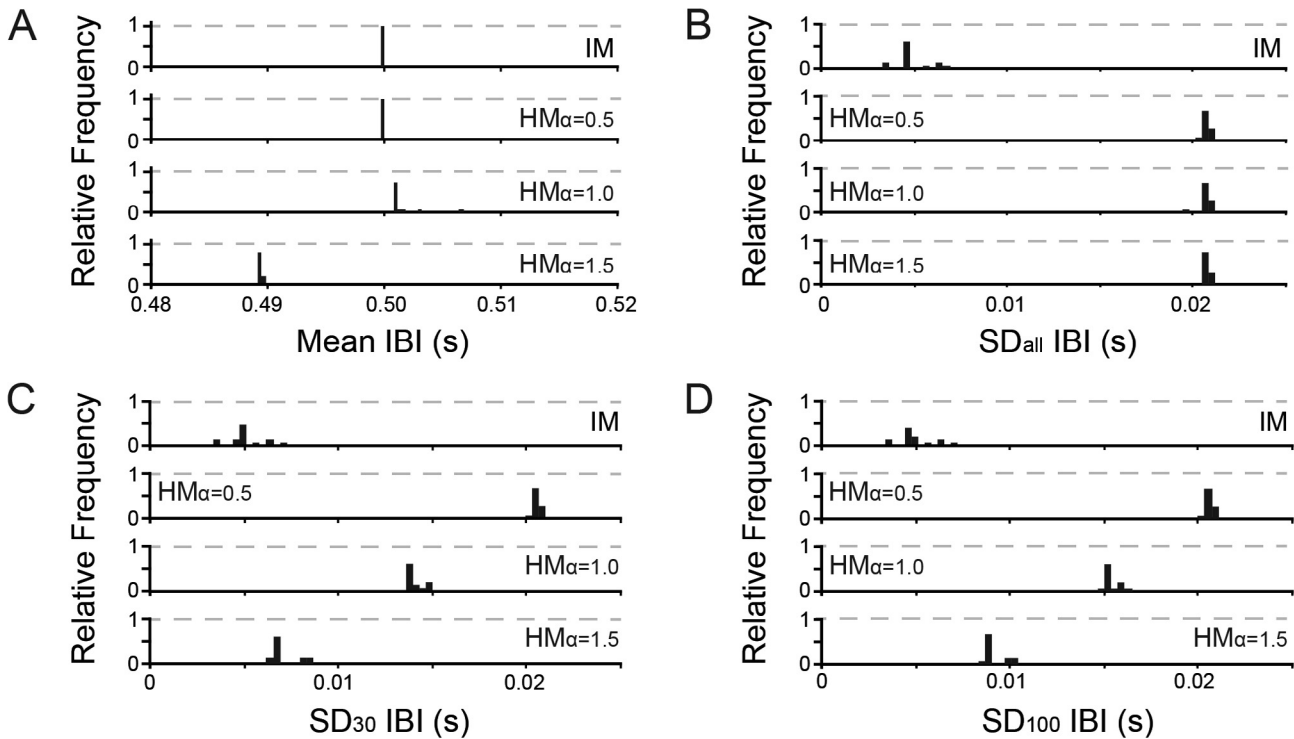 A
Relative Frequency
1
0
IM
1
0
HMα=0.5
1
0
HMα=1.0
1
0
HMα=1.5
0.48
0.49
0.50
0.51
0.52
Mean IBI (s)
B
Relative Frequency
1
0
IM
1
0
HMα=0.5
1
0
HMα=1.0
1
0
HMα=1.5
0
0.01
0.02
SDall IBI (s)
C
Relative Frequency
1
0
IM
1
0
HMα=0.5
1
0
HMα=1.0
1
0
HMα=1.5
0
0.01
0.02
SD30 IBI (s)
D
Relative Frequency
1
0
IM
1
0
HMα=0.5
1
0
HMα=1.0
1
0
HMα=1.5
0
0.01
0.02
SD100 IBI (s)